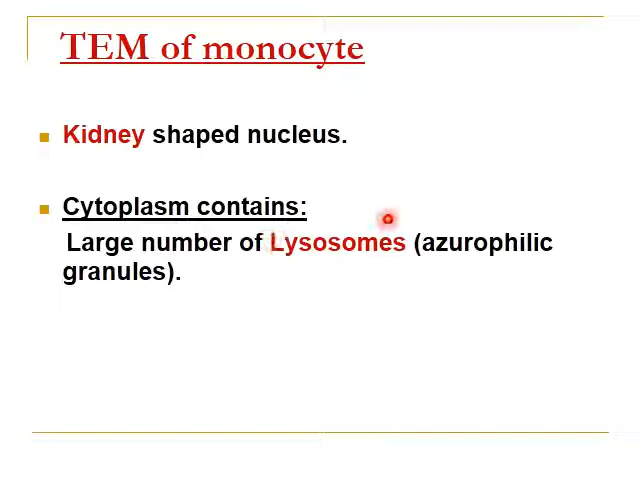 TEM of monocyte
Kidney shaped nucleus.
Cytoplasm contains:
Large number of Lysosomes (azurophilic
granules).